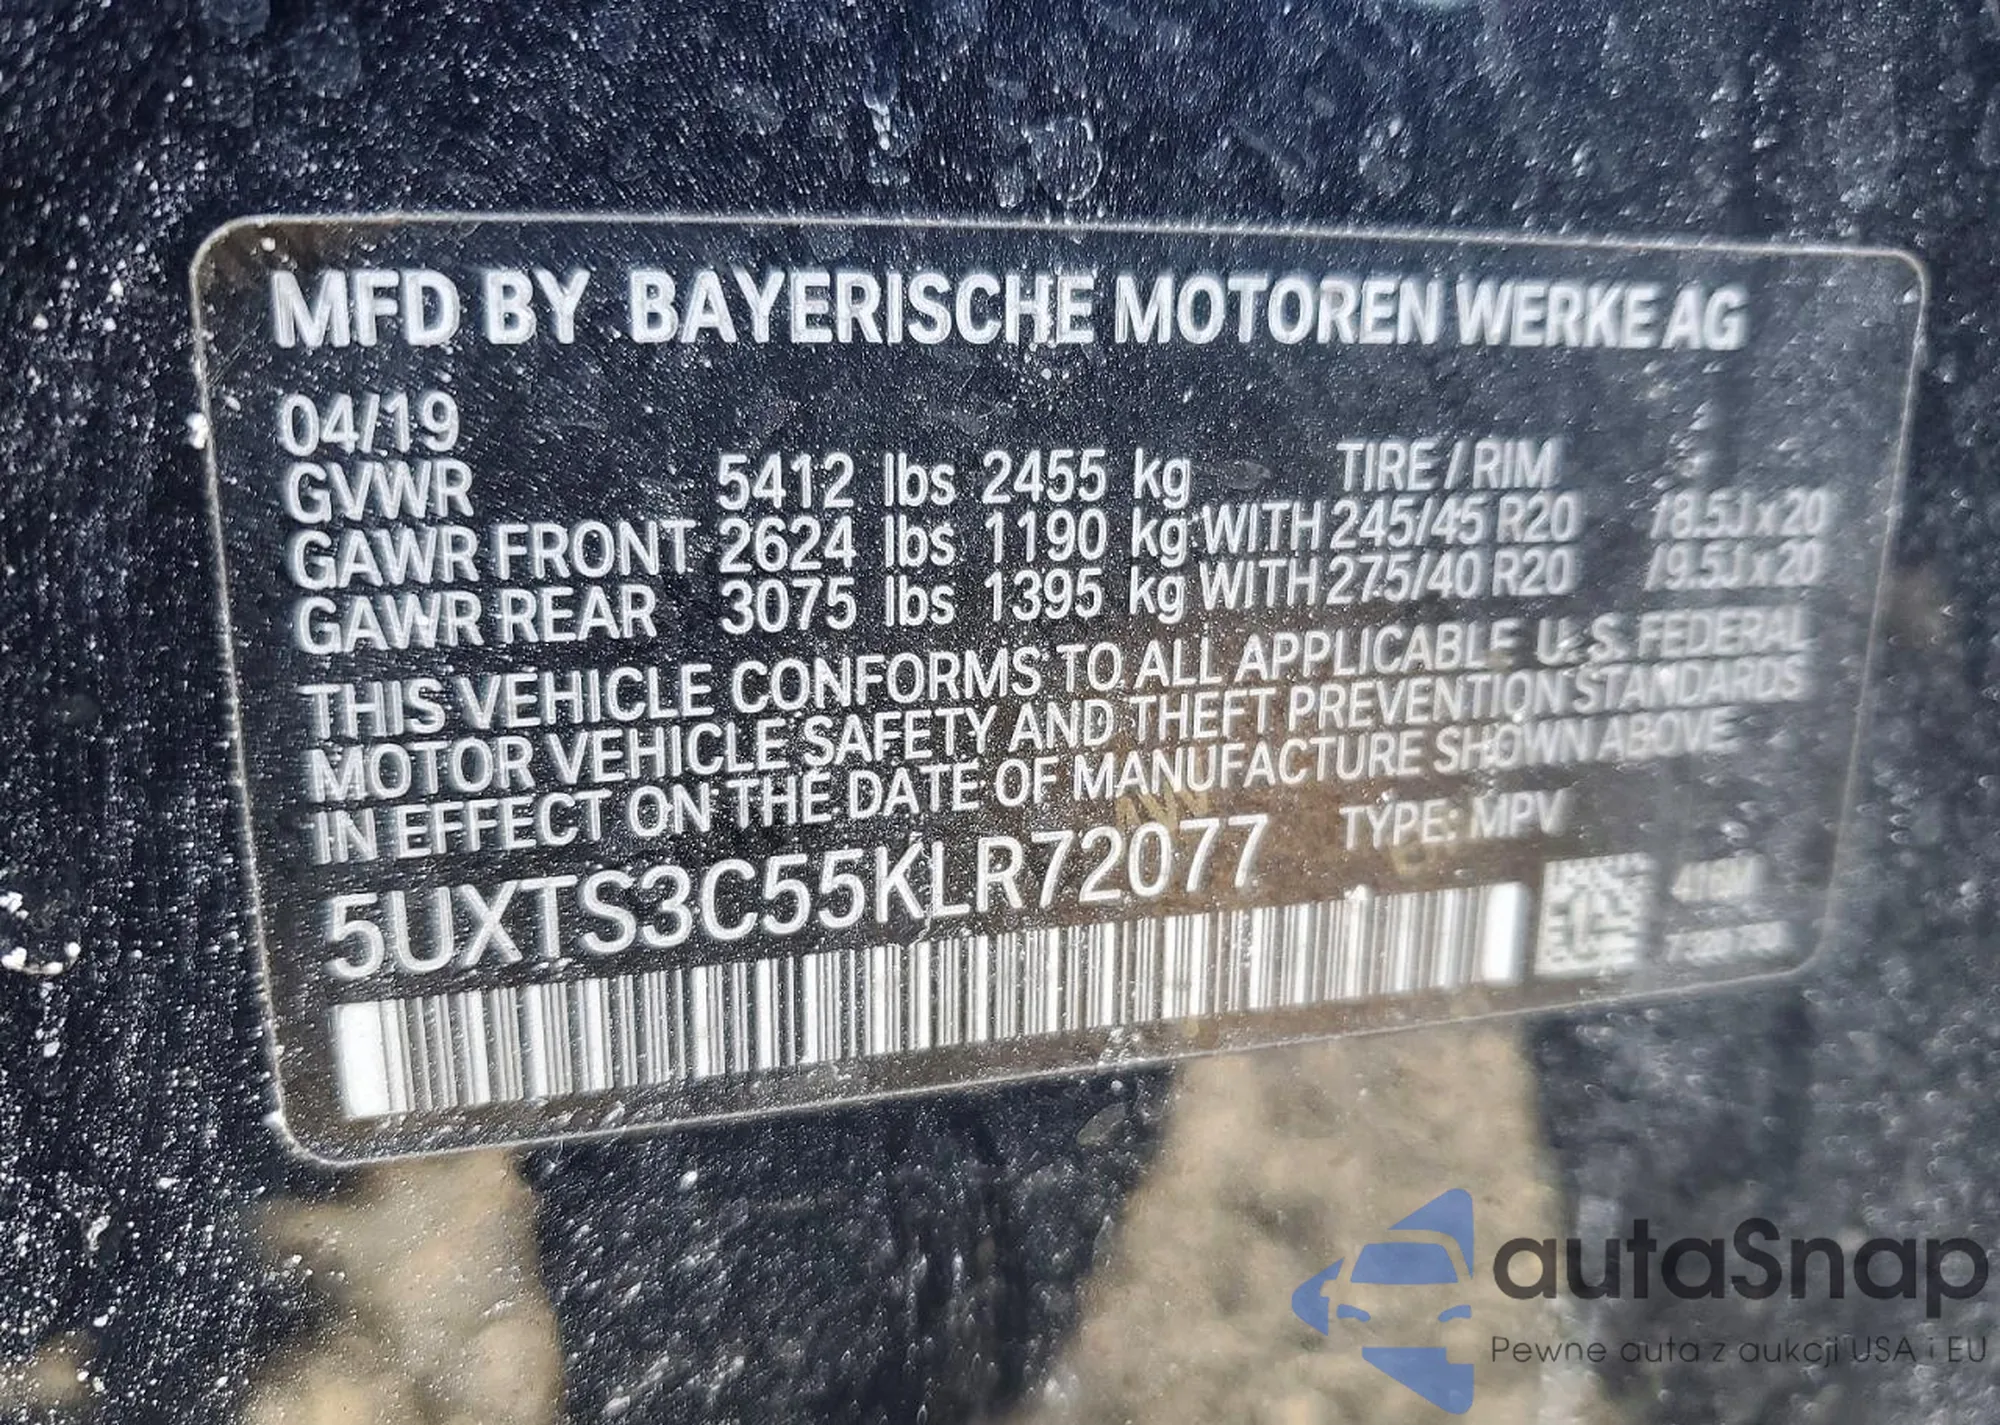 MFD BY BAYERISCHE MOTOREN WERKE AG
04/19
GVWR 5412 lbs 2455 kg TIRE / RIM
GAWR FRONT 2624 lbs 1190 kg WITH 245/45 R20 /8.5J x 20
GAWR REAR 3075 lbs 1395 kg WITH 275/40 R20 /9.5J x 20
THIS VEHICLE CONFORMS TO ALL APPLICABLE U. S. FEDERAL
MOTOR VEHICLE SAFETY AND THEFT PREVENTION STANDARDS
IN EFFECT ON THE DATE OF MANUFACTURE SHOWN ABOVE
5UXTS3C55KLR72077 TYPE: MPV
autaSnap
Pewne auta z aukcji USA i EU